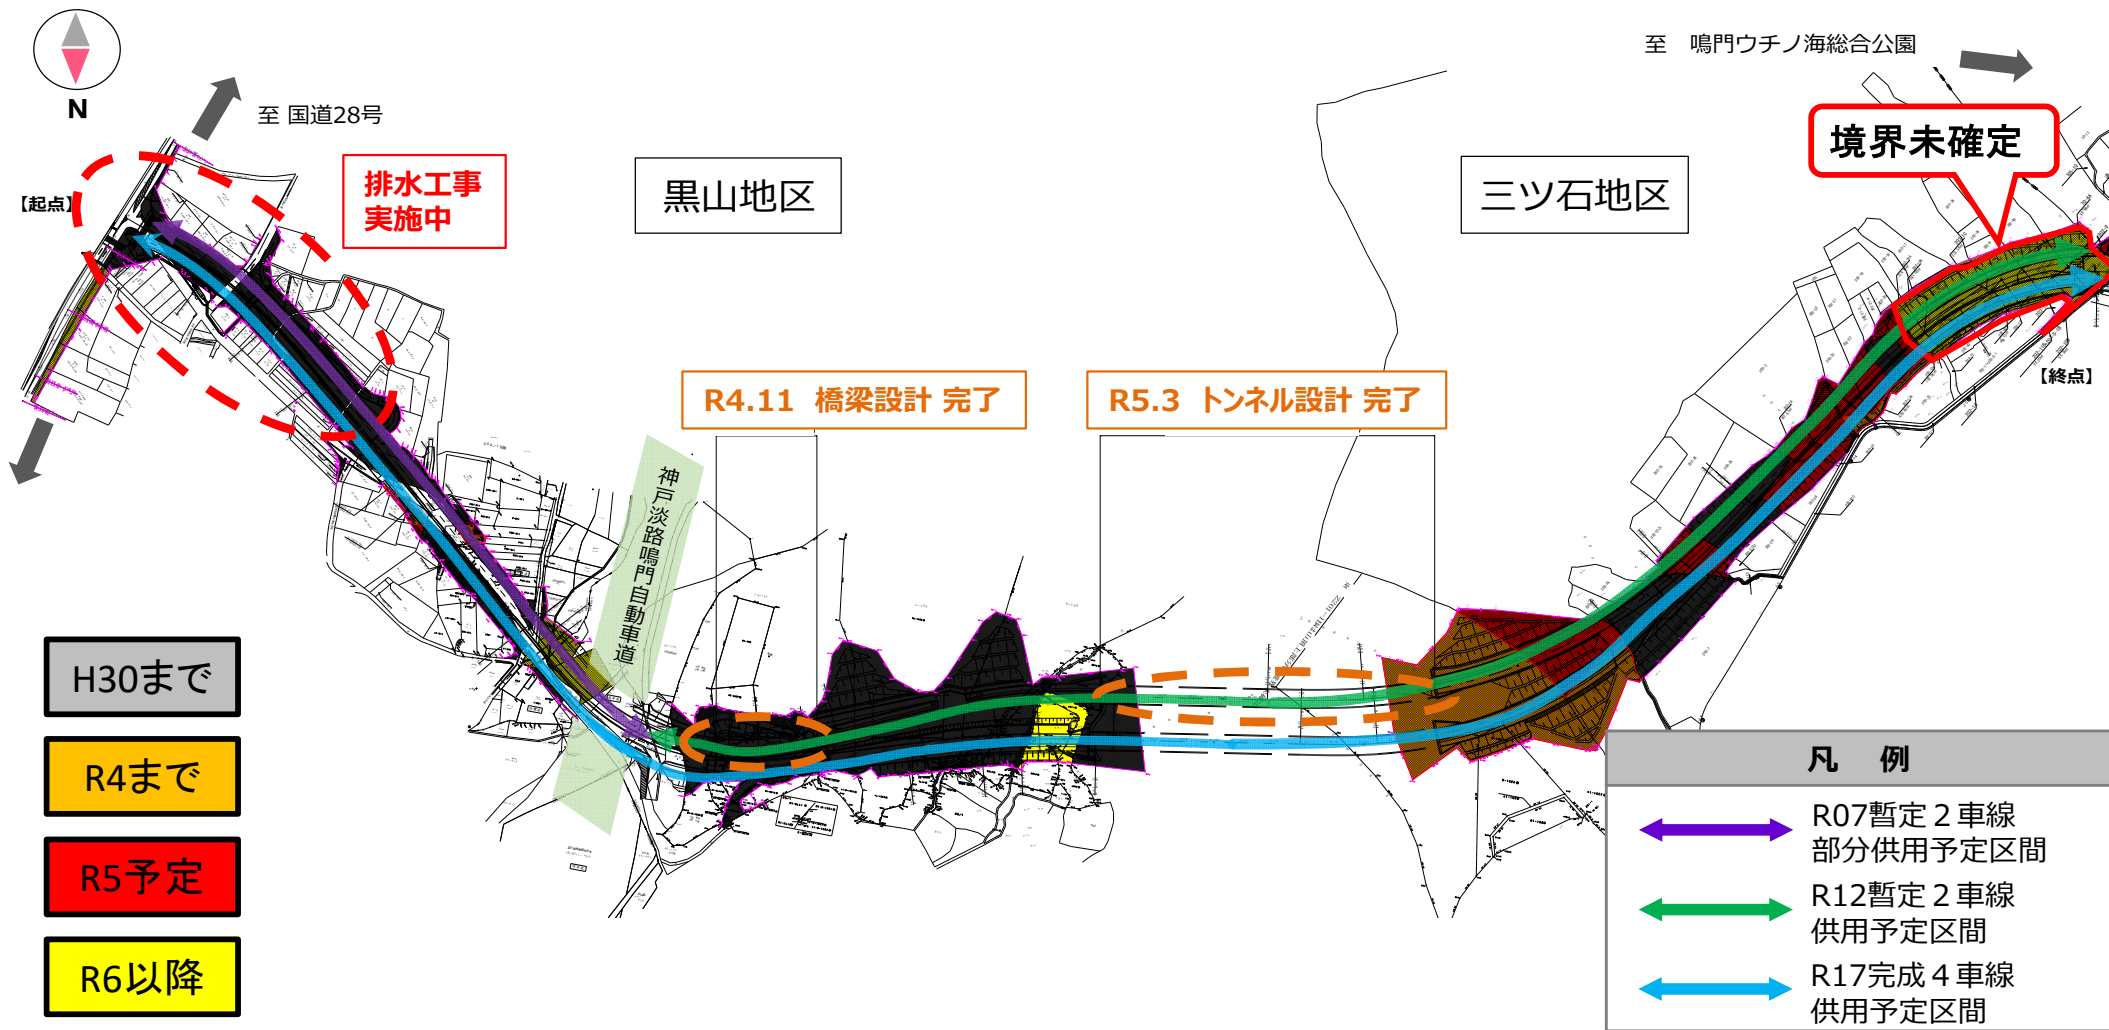 N
至 国道28号
【起点】
排水工事
実施中
黒山地区
三ツ石地区
至 鳴門ウチノ海総合公園
境界未確定
【終点】
R4.11 橋梁設計 完了
R5.3 トンネル設計 完了
神戸淡路鳴門自動車道
H30まで
R4まで
R5予定
R6以降
凡 例
R07暫定２車線
部分供用予定区間
R12暫定２車線
供用予定区間
R17完成４車線
供用予定区間